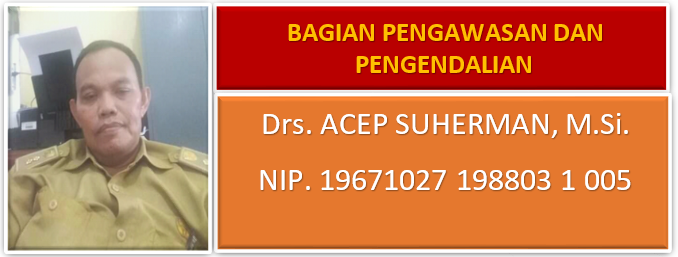 BAGIAN PENGAWASAN DAN
PENGENDALIAN
Drs. ACEP SUHERMAN, M.Si.
NIP. 19671027 198803 1 005